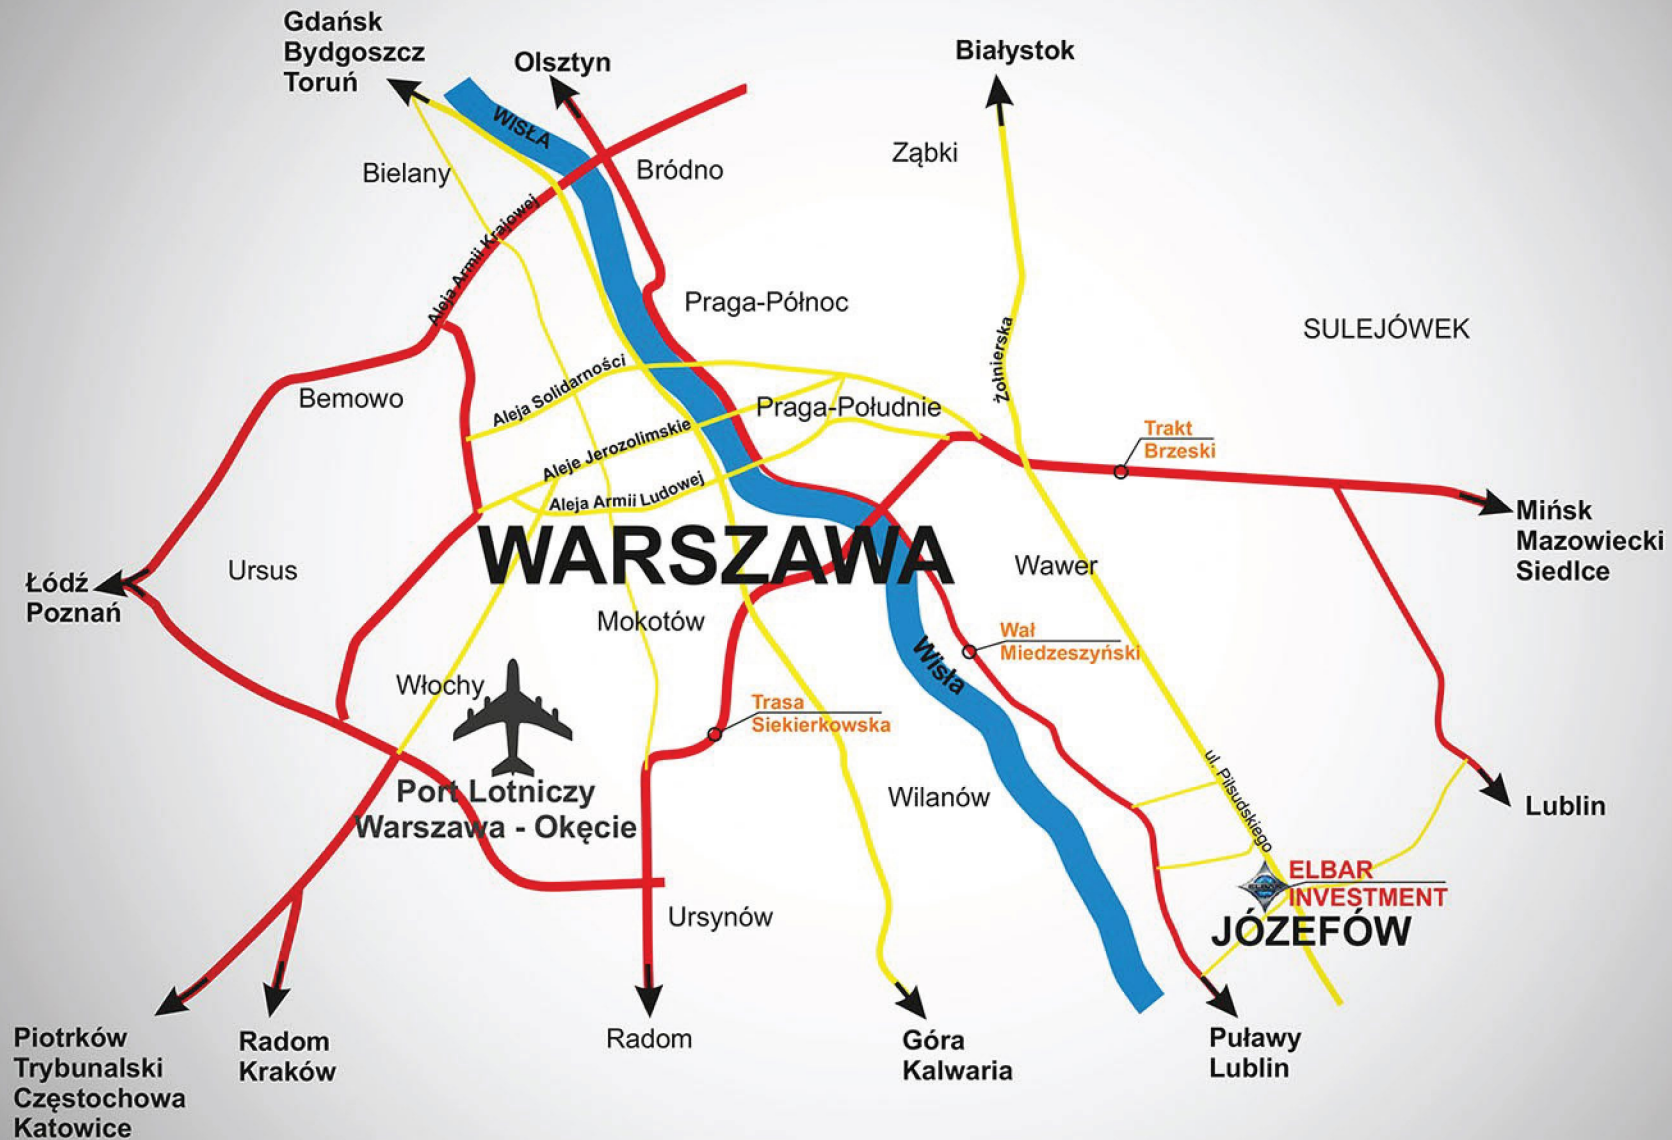 Gdańsk
Bydgoszcz
Toruń
Olsztyn
Białystok
WISŁA
Bielany
Bródno
Ząbki
Aleja Armii Krajowej
Praga-Północ
Żołnierska
SULEJÓWEK
Bemowo
Aleja Solidarności
Praga-Południe
Aleje Jerozolimskie
Trakt
Brzeski
Aleja Armii Ludowej
Mińsk
Mazowiecki
Siedlce
WARSZAWA
Ursus
Wawer
Łódź
Poznań
Mokotów
Wał
Miedzeszyński
Wisła
Włochy
Trasa
Siekierkowska
Port Lotniczy
Warszawa - Okęcie
Wilanów
ul. Piłsudskiego
Lublin
ELBAR
ELBAR
INVESTMENT
JÓZEFÓW
Ursynów
Piotrków
Trybunalski
Częstochowa
Katowice
Radom
Kraków
Radom
Góra
Kalwaria
Puławy
Lublin